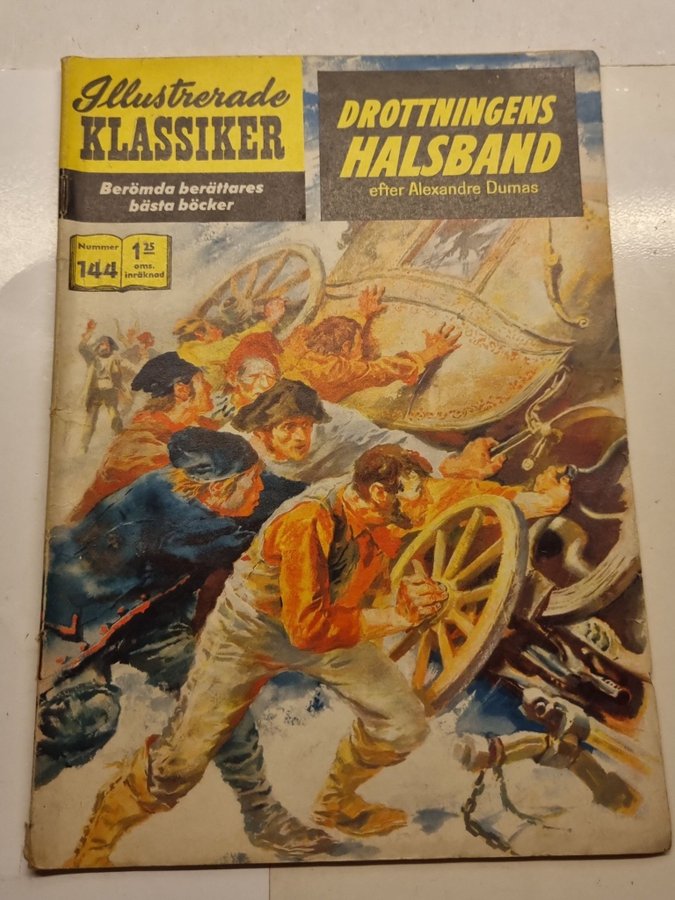 Illustrerade
KLASSIKER
Berömda berättares
bästa böcker
DROTTNINGENS
HALSBAND
efter Alexandre Dumas
Nummer
144
1 25
oms.
inräknad